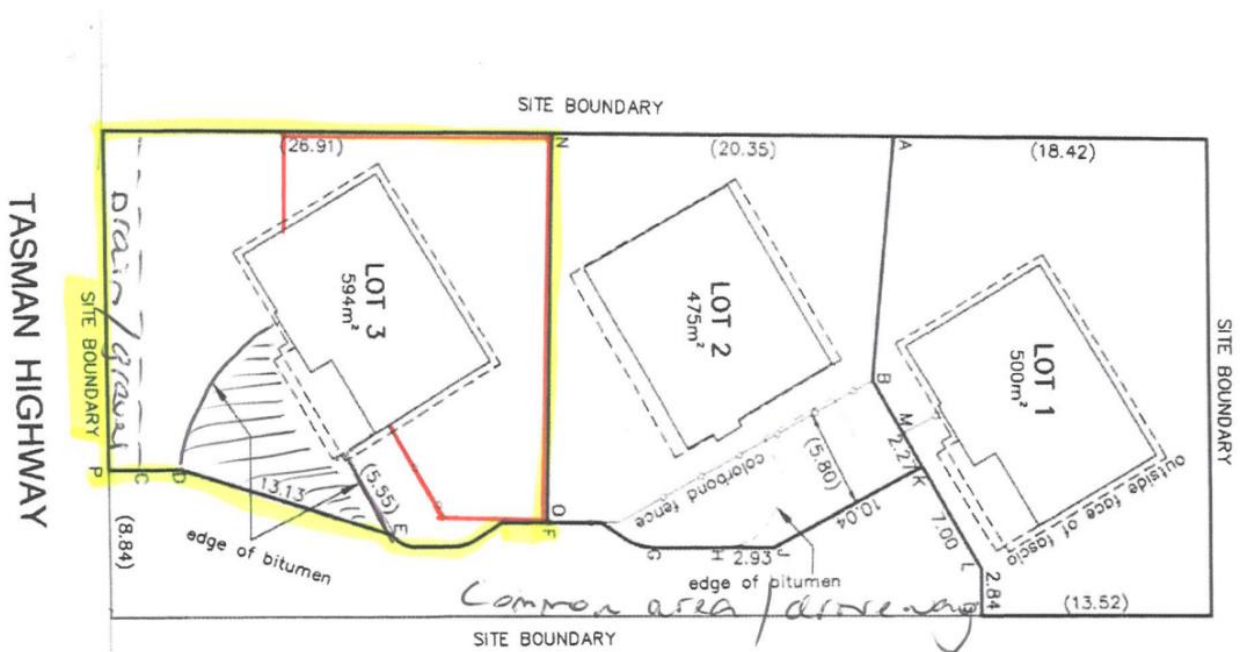 SITE BOUNDARY
(26.91)
N
(20.35)
A
(18.42)
TASMAN HIGHWAY
SITE BOUNDARY
Drain/gravel
LOT 3
594m²
LOT 2
475m²
LOT 1
500m²
SITE BOUNDARY
B
M
2.27
K
(5.80)
outside face of fascia
colorbond fence
P
C
D
13.13
(5.55)
E
O
F
10.04
7.00
L
edge of bitumen
G
H
2.93
J
edge of bitumen
2.84
(13.52)
(8.84)
Common area / driveway
SITE BOUNDARY